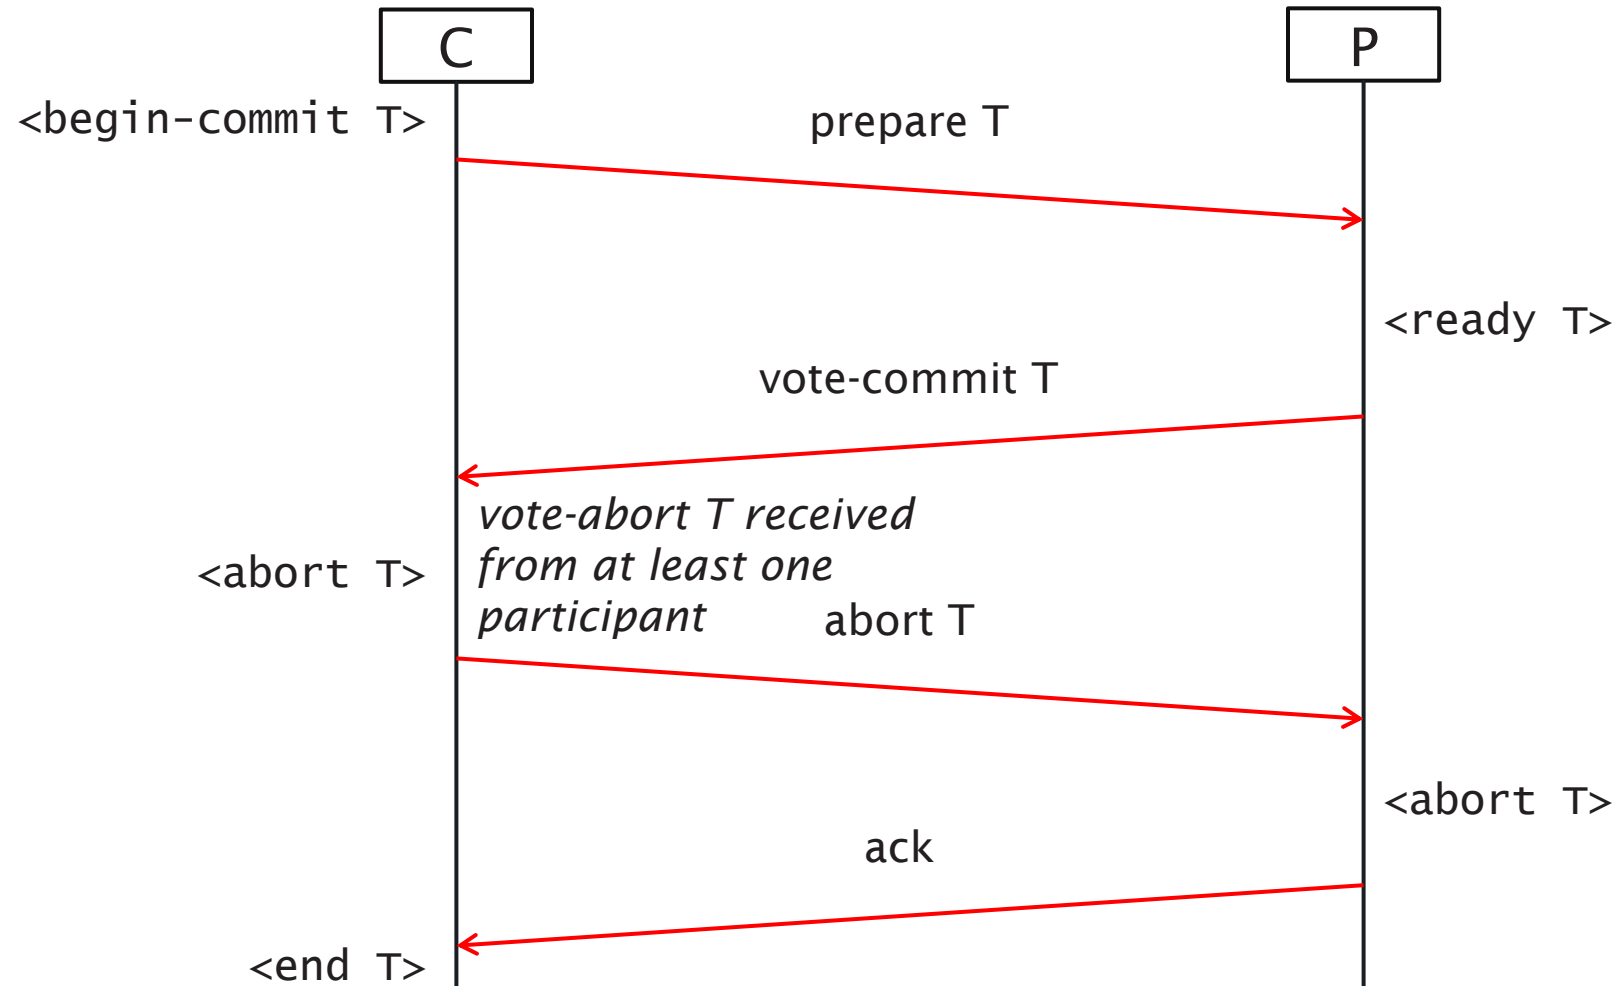 C
P
<begin-commit T>
prepare T
<ready T>
vote-commit T
vote-abort T received
from at least one
participant
<abort T>
abort T
<abort T>
ack
<end T>